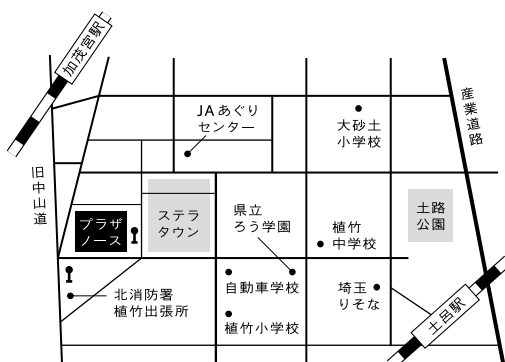 加茂宮駅
産業道路
JAあぐり
センター
大砂土
小学校
旧中山道
プラザ
ノース
ステラ
タウン
県立
ろう学園
植竹
中学校
土路
公園
北消防署
植竹出張所
自動車学校
埼玉
りそな
植竹小学校
土呂駅